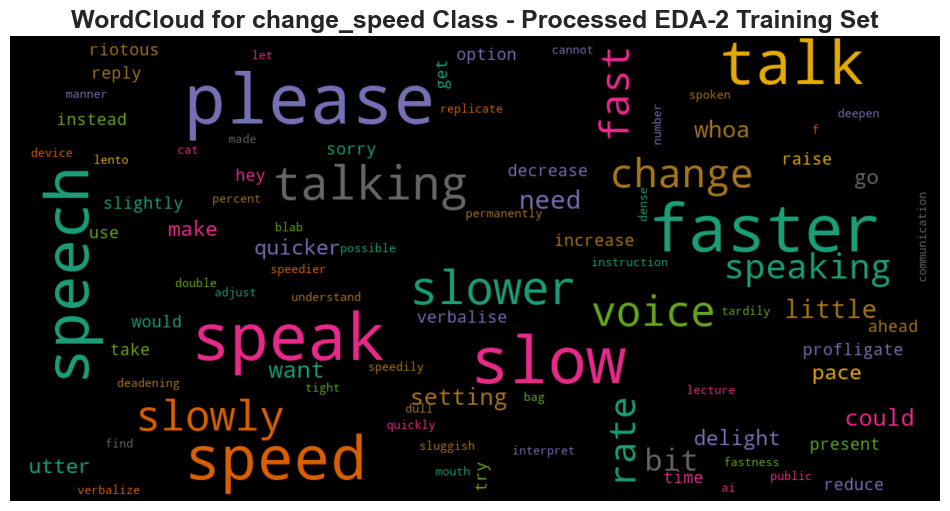 WordCloud for change_speed Class - Processed EDA-2 Training Set
riotous let option cannot talk
reply please get fast
manner replicate spoken deepen
instead made number whoa f
device lento cat sorry raise
hey talking decrease change go
slightly percent need dense
use make blab permanently faster communication
speech quicker possible increase
speedier instruction speaking
double adjust understand slower voice tardily little
would verbalise ahead
take speak speedily slow profligate
deadening want tight pace
setting bag lecture
slowly dull quickly rate could
find sluggish interpret delight present
utter speed mouth try bit time fastness public reduce
verbalize ai